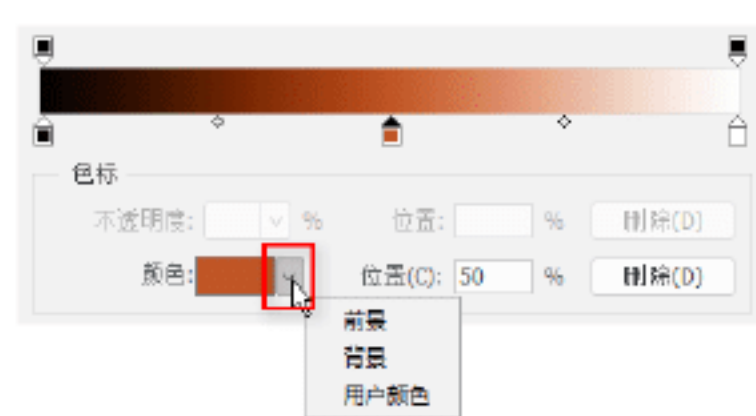 色标
不透明度: % 位置: % 删除(D)
颜色: 位置(C): 50 % 删除(D)
前景
背景
用户颜色